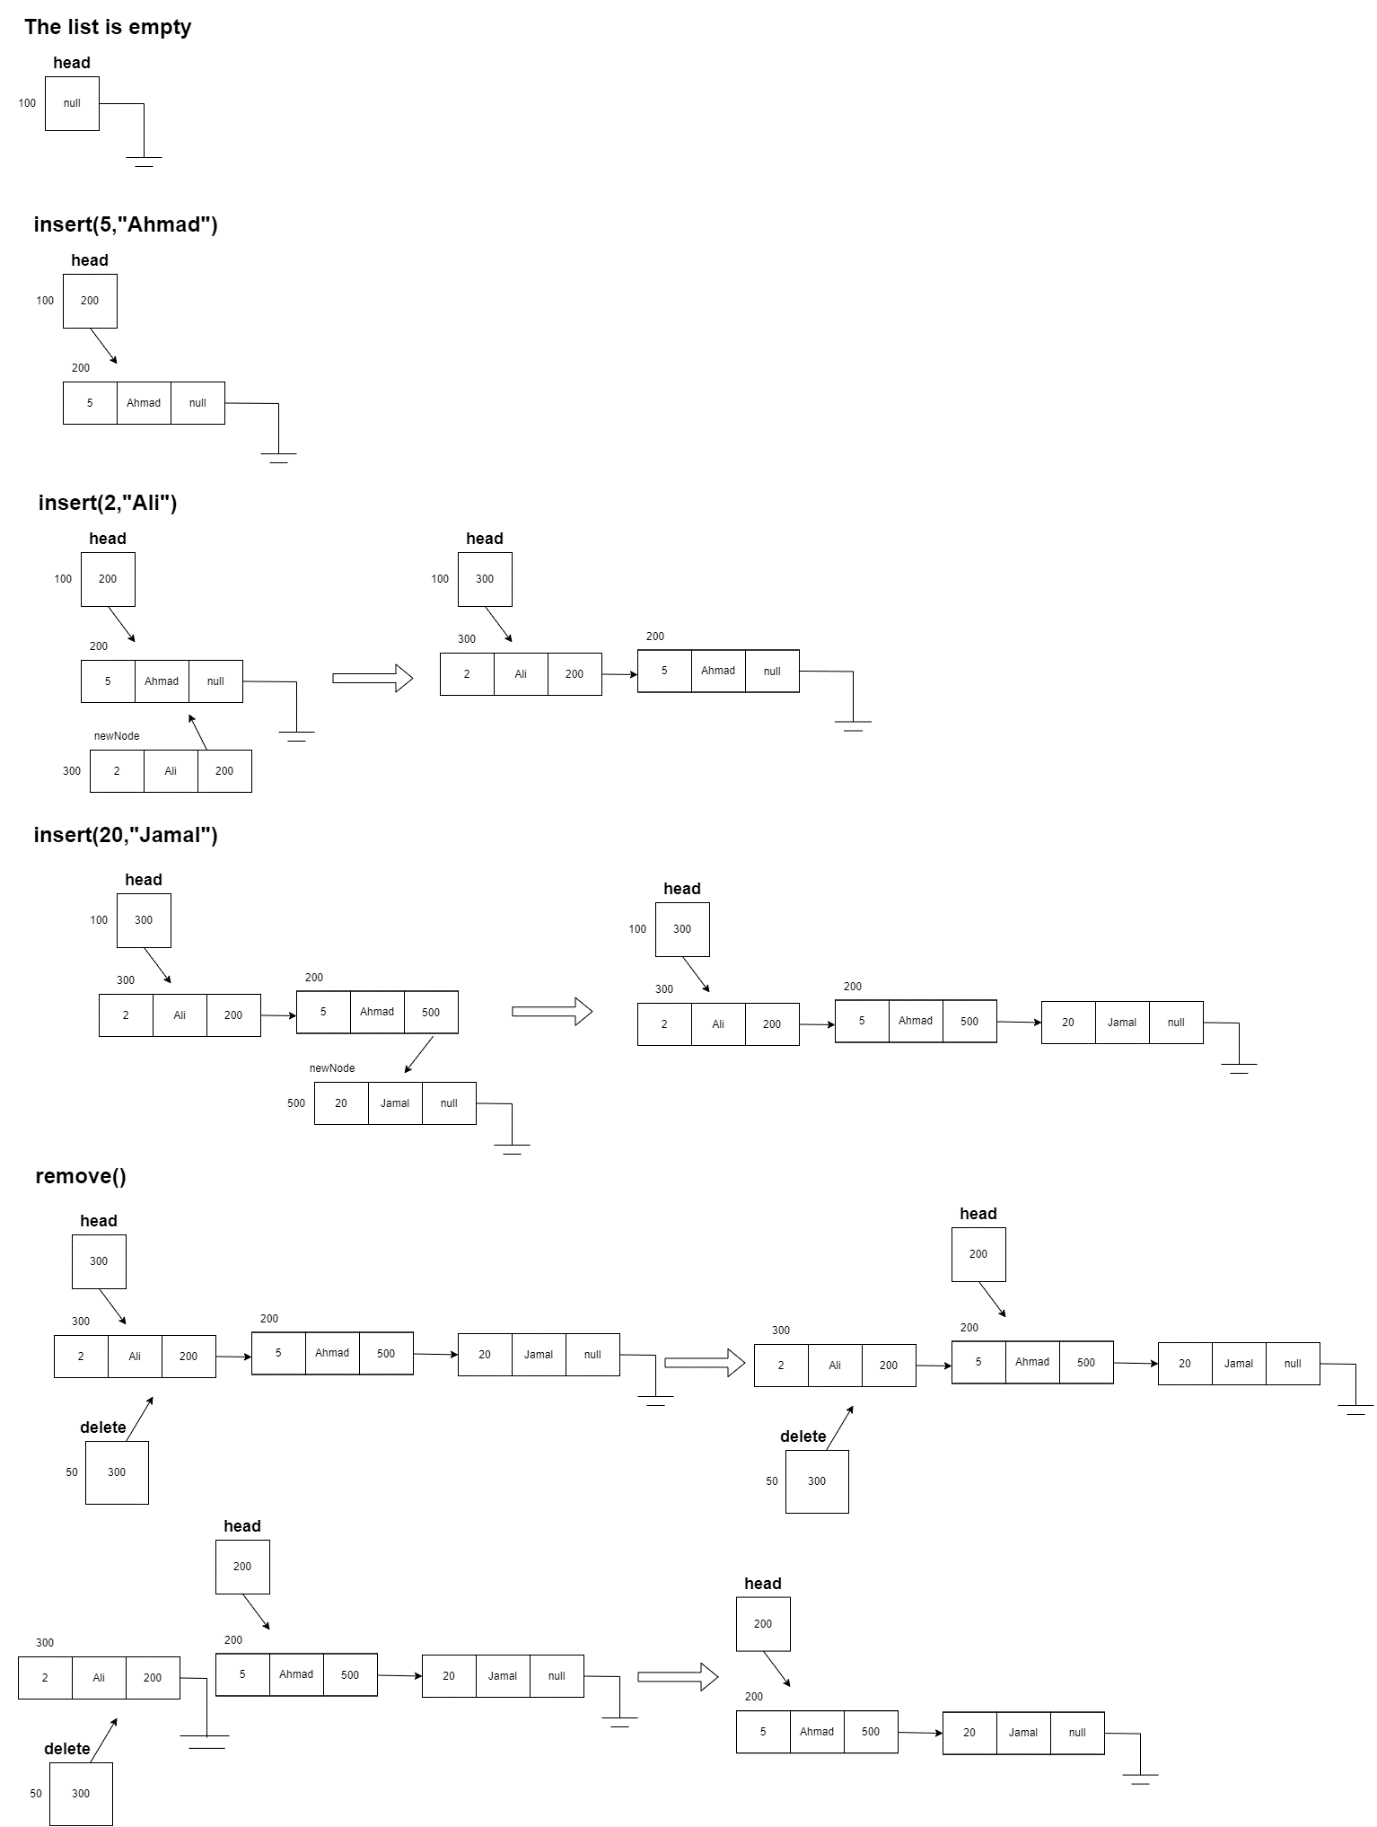 The list is empty
head
100 null
insert(5,"Ahmad")
head
100 200
200
5 Ahmad null
insert(2,"Ali")
head
100 200
200
5 Ahmad null
newNode
300 2 Ali 200
head
100 300
300
2 Ali 200
200
5 Ahmad null
insert(20,"Jamal")
head
100 300
300
2 Ali 200
200
5 Ahmad 500
newNode
500 20 Jamal null
head
100 300
300
2 Ali 200
200
5 Ahmad 500
20 Jamal null
remove()
head
300
300
2 Ali 200
200
5 Ahmad 500
20 Jamal null
delete
50 300
head
200
300
2 Ali 200
200
5 Ahmad 500
20 Jamal null
delete
50 300
head
200
300
2 Ali 200
200
5 Ahmad 500
20 Jamal null
delete
50 300
head
200
200
5 Ahmad 500
20 Jamal null